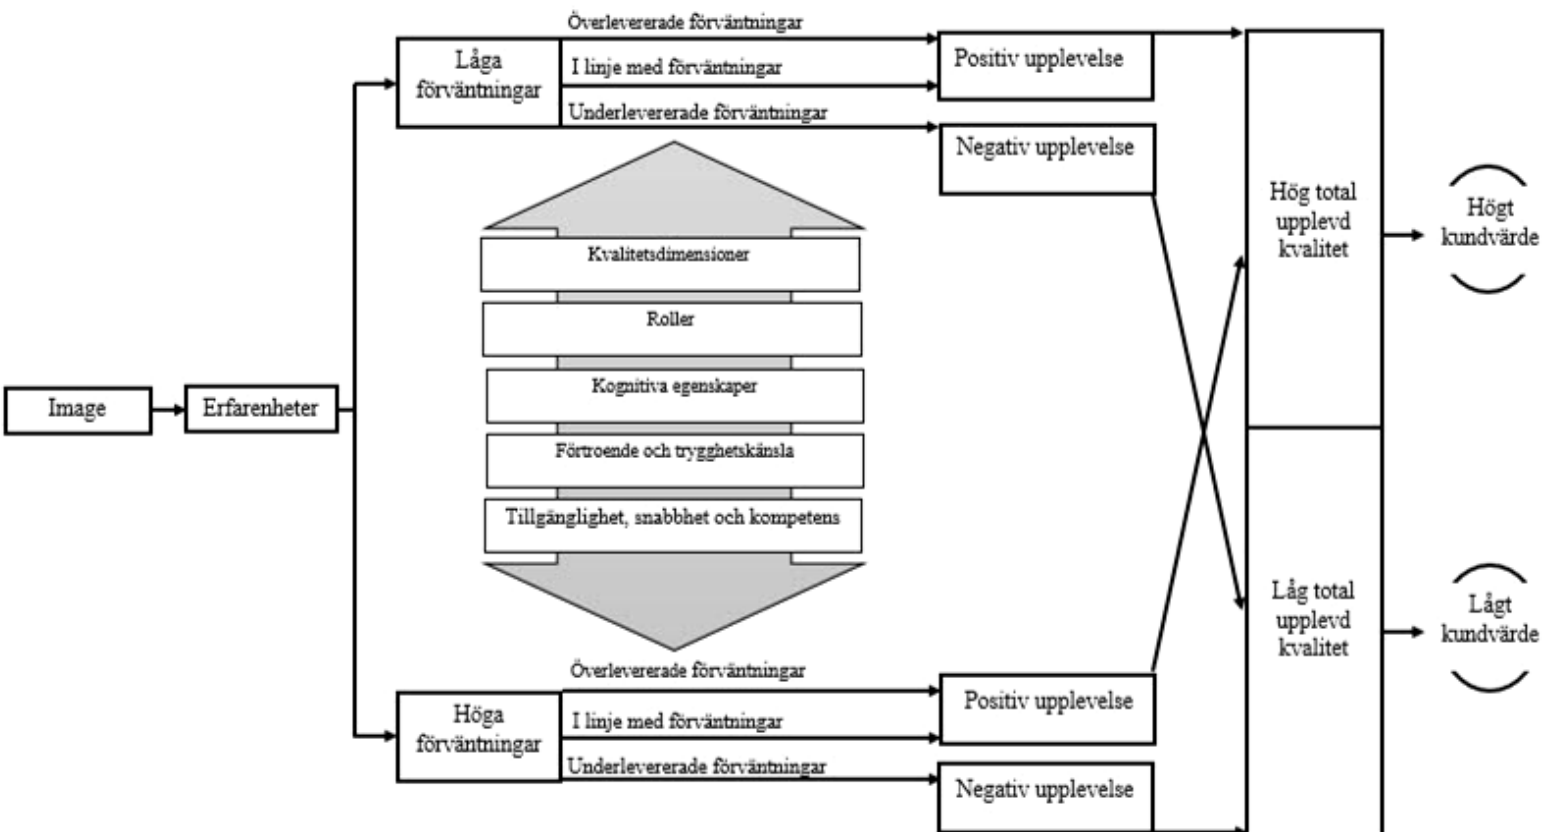 Överlevererade förväntningar
Låga
förväntningar
I linje med förväntningar
Underlevererade förväntningar
Positiv upplevelse
Negativ upplevelse
Kvalitetsdimensioner
Roller
Kognitiva egenskaper
Förtroende och trygghetskänsla
Tillgänglighet, snabbhet och kompetens
Image
Erfarenheter
Hög total
upplevd
kvalitet
Högt
kundvärde
Låg total
upplevd
kvalitet
Lågt
kundvärde
Överlevererade förväntningar
Höga
förväntningar
I linje med förväntningar
Underlevererade förväntningar
Positiv upplevelse
Negativ upplevelse